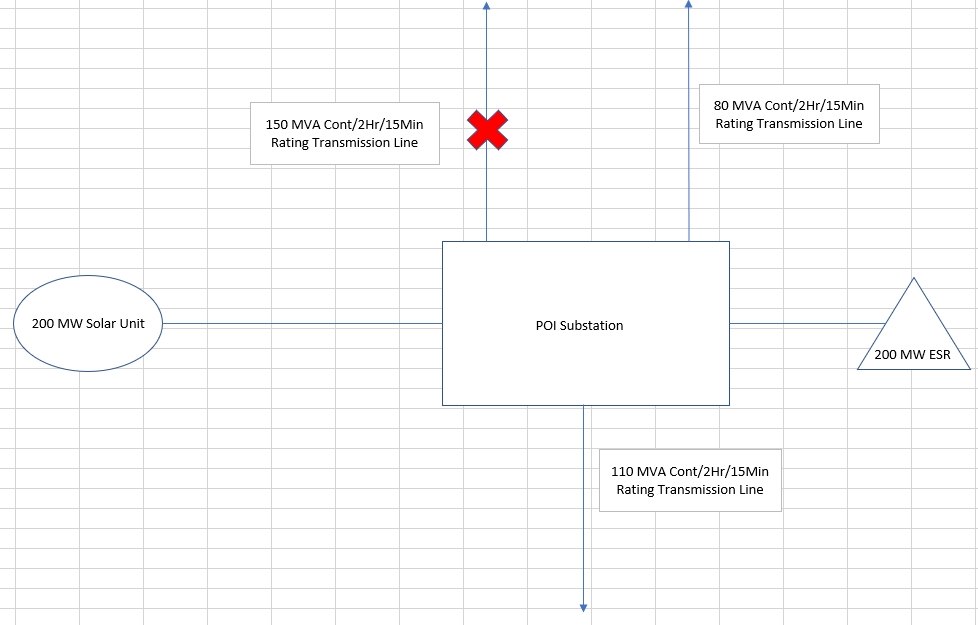 80 MVA Cont/2Hr/15Min
Rating Transmission Line
150 MVA Cont/2Hr/15Min
Rating Transmission Line
200 MW Solar Unit
POI Substation
200 MW ESR
110 MVA Cont/2Hr/15Min
Rating Transmission Line